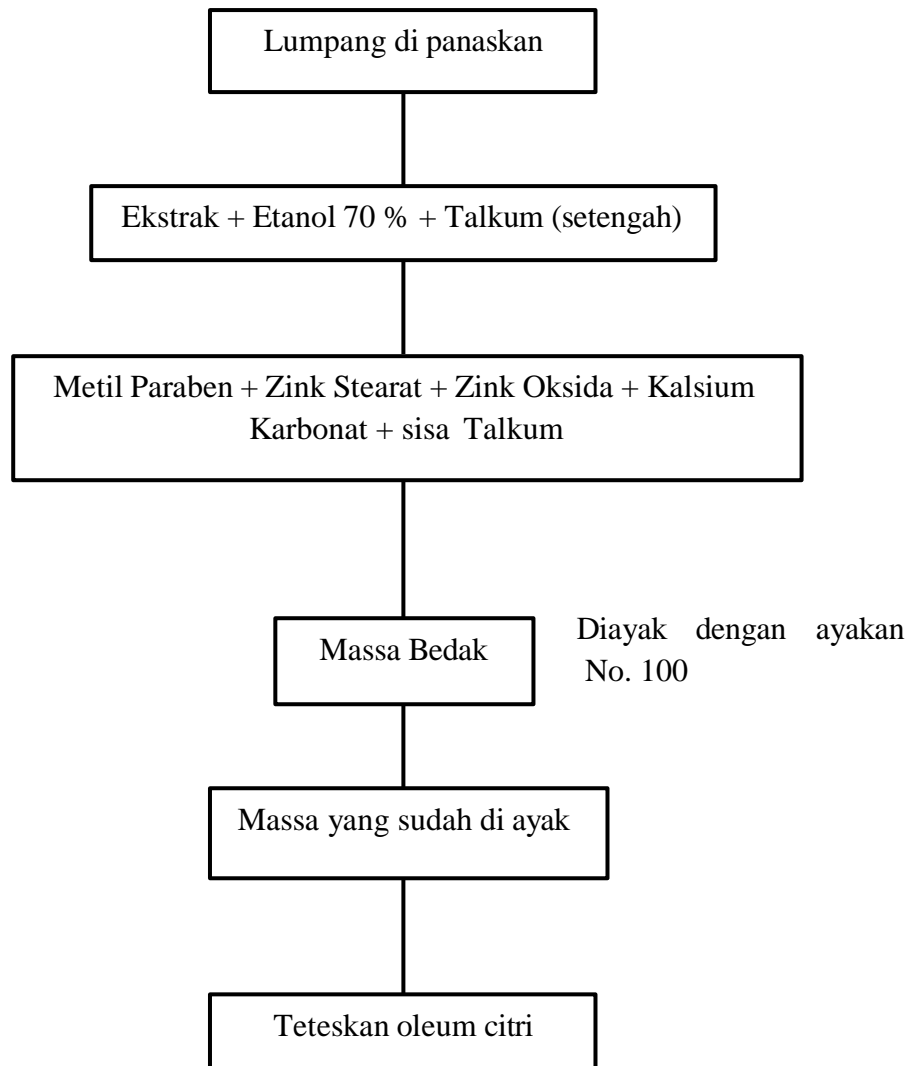 Lumpang di panaskan
Ekstrak + Etanol 70 % + Talkum (setengah)
Metil Paraben + Zink Stearat + Zink Oksida + Kalsium
Karbonat + sisa Talkum
Massa Bedak
Diayak dengan ayakan
No. 100
Massa yang sudah di ayak
Teteskan oleum citri